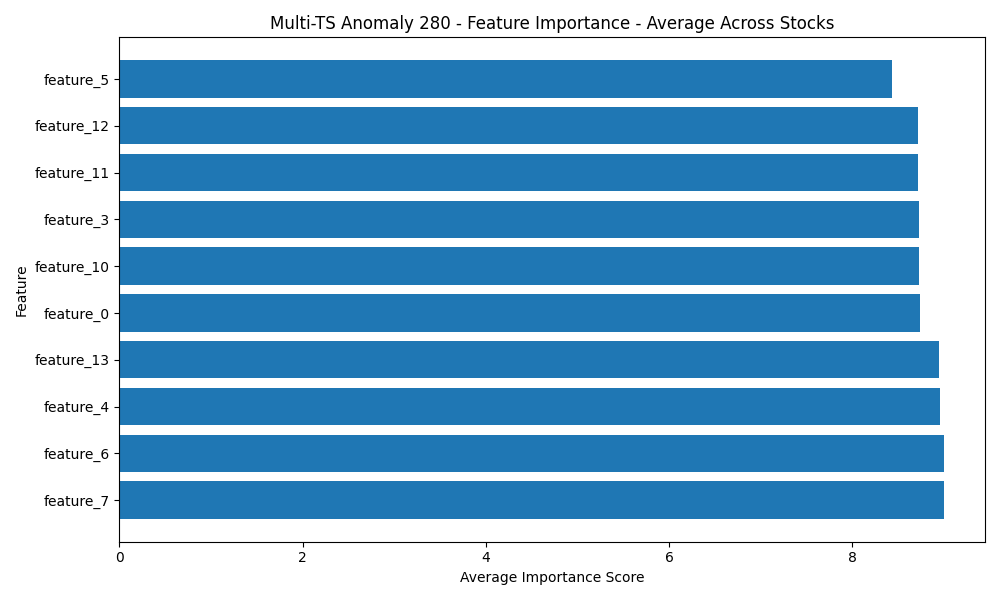 Multi-TS Anomaly 280 - Feature Importance - Average Across Stocks
feature_5
feature_12
feature_11
feature_3
feature_10
feature_0
feature_13
feature_4
feature_6
feature_7
Feature
0 2 4 6 8
Average Importance Score